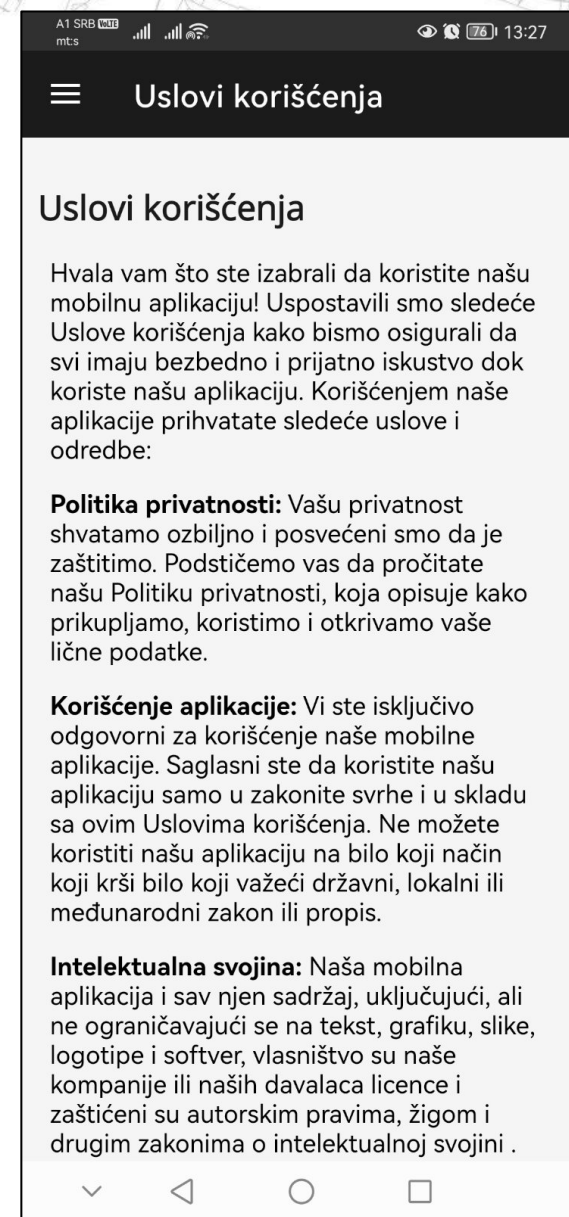 A1 SRB VoLTE
mt:s
76 13:27
Uslovi korišćenja
Uslovi korišćenja
Hvala vam što ste izabrali da koristite našu
mobilnu aplikaciju! Uspostavili smo sledeće
Uslove korišćenja kako bismo osigurali da
svi imaju bezbedno i prijatno iskustvo dok
koriste našu aplikaciju. Korišćenjem naše
aplikacije prihvatate sledeće uslove i
odredbe:
Politika privatnosti: Vašu privatnost
shvatamo ozbiljno i posvećeni smo da je
zaštitimo. Podstičemo vas da pročitate
našu Politiku privatnosti, koja opisuje kako
prikupljamo, koristimo i otkrivamo vaše
lične podatke.
Korišćenje aplikacije: Vi ste isključivo
odgovorni za korišćenje naše mobilne
aplikacije. Saglasni ste da koristite našu
aplikaciju samo u zakonite svrhe i u skladu
sa ovim Uslovima korišćenja. Ne možete
koristiti našu aplikaciju na bilo koji način
koji krši bilo koji važeći državni, lokalni ili
međunarodni zakon ili propis.
Intelektualna svojina: Naša mobilna
aplikacija i sav njen sadržaj, uključujući, ali
ne ograničavajući se na tekst, grafiku, slike,
logotipe i softver, vlasništvo su naše
kompanije ili naših davalaca licence i
zaštićeni su autorskim pravima, žigom i
drugim zakonima o intelektualnoj svojini .